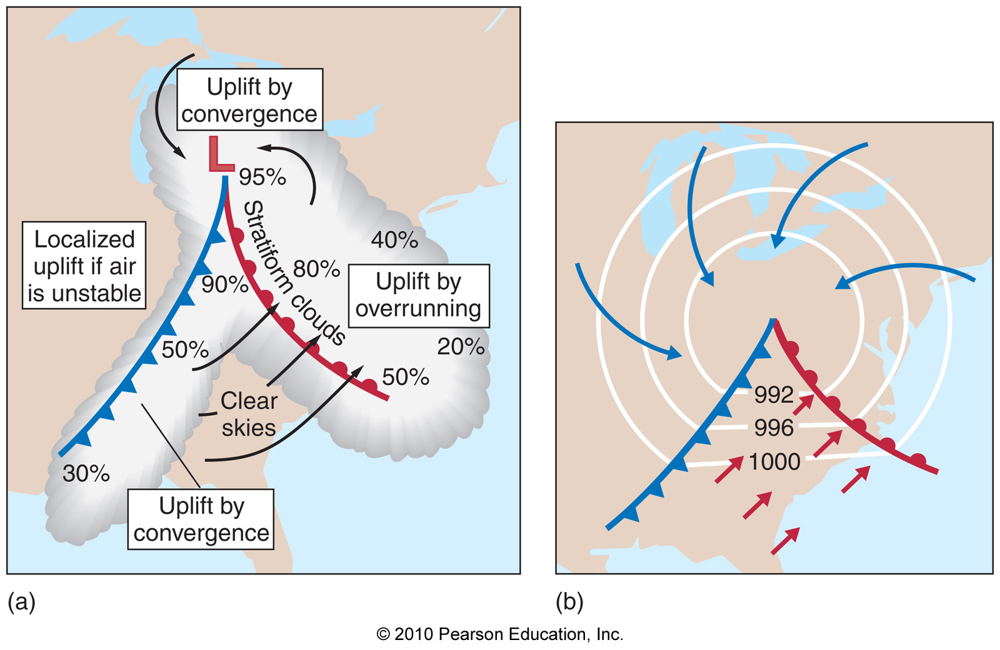 Uplift by
convergence
L
95%
Stratiform clouds
40%
Localized
uplift if air
is unstable
80%
90%
Uplift by
overrunning
50%
20%
50%
Clear
skies
30%
Uplift by
convergence
(a)
992
996
1000
(b)
© 2010 Pearson Education, Inc.